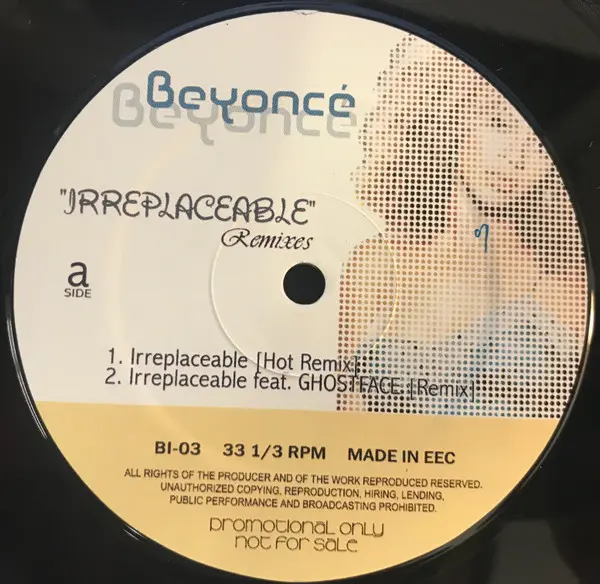 Beyoncé
Beyoncé
"IRREPLACEABLE"
Remixes
a
SIDE
1. Irreplaceable [Hot Remix]
2. Irreplaceable feat. GHOSTFACE. [Remix]
BI-03 33 1/3 RPM MADE IN EEC
ALL RIGHTS OF THE PRODUCER AND OF THE WORK REPRODUCED RESERVED.
UNAUTHORIZED COPYING, REPRODUCTION, HIRING, LENDING,
PUBLIC PERFORMANCE AND BROADCASTING PROHIBITED.
promotional only
not for sale